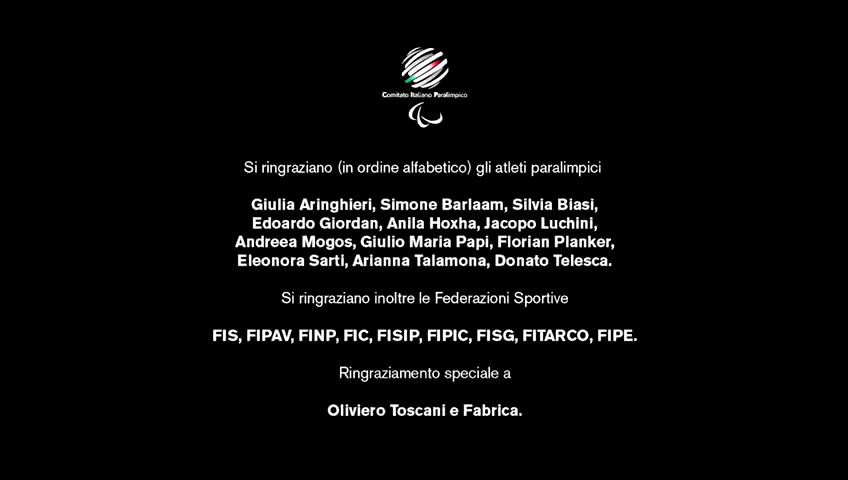 Comitato Italiano Paralimpico
Si ringraziano (in ordine alfabetico) gli atleti paralimpici
Giulia Aringhieri, Simone Barlaam, Silvia Biasi,
Edoardo Giordan, Anila Hoxha, Jacopo Luchini,
Andreea Mogos, Giulio Maria Papi, Florian Planker,
Eleonora Sarti, Arianna Talamona, Donato Telesca.
Si ringraziano inoltre le Federazioni Sportive
FIS, FIPAV, FINP, FIC, FISIP, FIPIC, FISG, FITARCO, FIPE.
Ringraziamento speciale a
Oliviero Toscani e Fabrica.